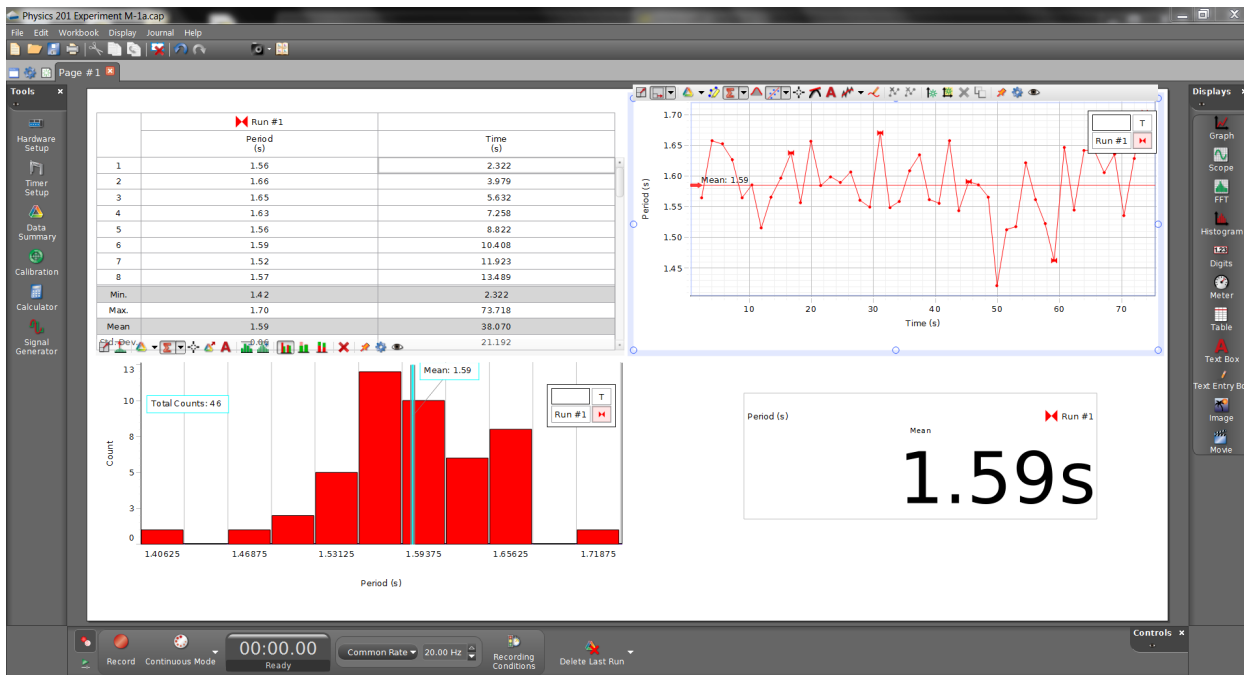 Physics 201 Experiment M-1a.cap
File Edit Workbook Display Journal Help
Page #1
Tools
Hardware Setup
Timer Setup
Data Summary
Calibration
Calculator
Signal Generator
Run #1
Period (s) Time (s)
1 1.56 2.322
2 1.66 3.979
3 1.65 5.632
4 1.63 7.258
5 1.56 8.822
6 1.59 10.408
7 1.52 11.923
8 1.57 13.489
Min. 1.42 2.322
Max. 1.70 73.718
Mean 1.59 38.070
Std. Dev. 0.06 21.192
1.70
1.65
1.60
1.55
1.50
1.45
Period (s)
Mean: 1.59
T
Run #1
10 20 30 40 50 60 70
Time (s)
13
10
8
5
3
0
Count
Total Counts: 46
Mean: 1.59
T
Run #1
1.40625 1.46875 1.53125 1.59375 1.65625 1.71875
Period (s)
Period (s) Run #1
Mean
1.59s
Displays
Graph
Scope
FFT
Histogram
1.23
Digits
Meter
Table
Text Box
Text Entry Bo
Image
Movie
Controls
Record
Continuous Mode
00:00.00
Ready
Common Rate 20.00 Hz
Recording Conditions
Delete Last Run